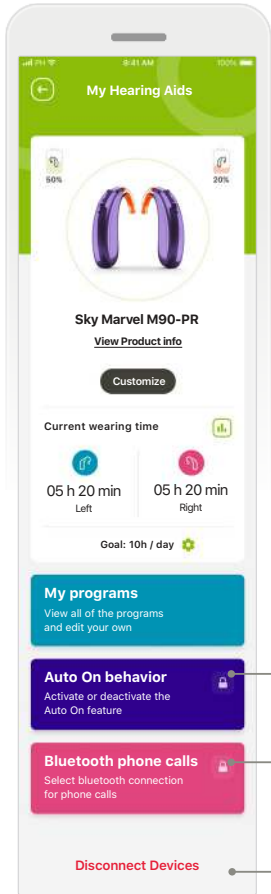 PH 9:41 AM 100%
My Hearing Aids
50% 20%
Sky Marvel M90-PR
View Product info
Customize
Current wearing time
05 h 20 min 05 h 20 min
Left Right
Goal: 10h / day
My programs
View all of the programs
and edit your own
Auto On behavior
Activate or deactivate the
Auto On feature
Bluetooth phone calls
Select bluetooth connection
for phone calls
Disconnect Devices